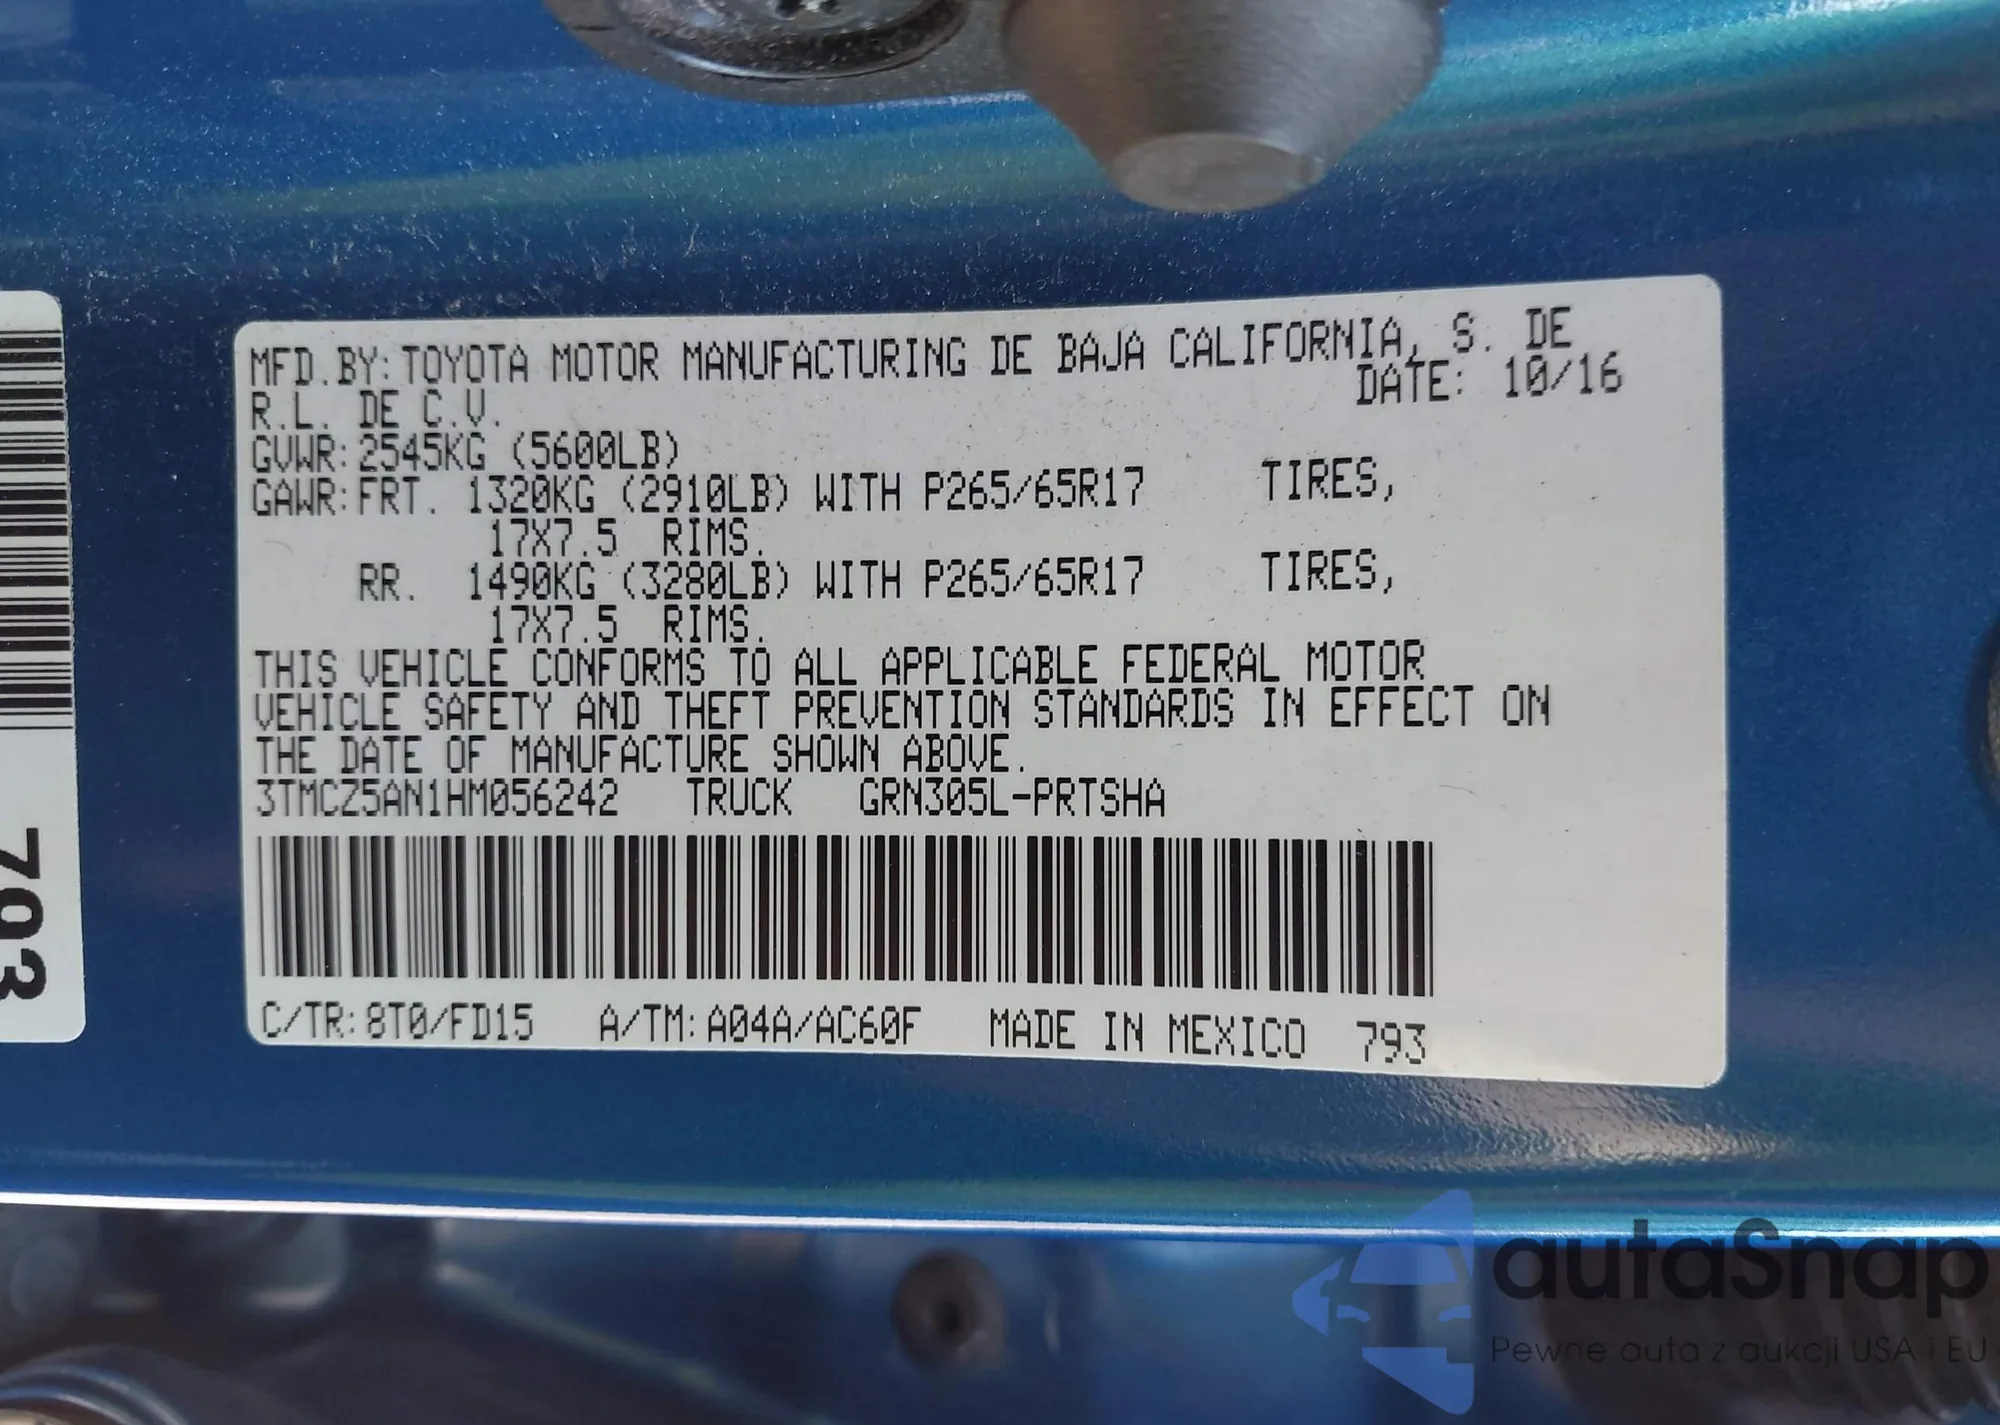 MFD.BY:TOYOTA MOTOR MANUFACTURING DE BAJA CALIFORNIA, S. DE
R.L. DE C.V. DATE: 10/16
GVWR:2545KG (5600LB)
GAWR:FRT. 1320KG (2910LB) WITH P265/65R17 TIRES,
17X7.5 RIMS.
RR. 1490KG (3280LB) WITH P265/65R17 TIRES,
17X7.5 RIMS.
THIS VEHICLE CONFORMS TO ALL APPLICABLE FEDERAL MOTOR
VEHICLE SAFETY AND THEFT PREVENTION STANDARDS IN EFFECT ON
THE DATE OF MANUFACTURE SHOWN ABOVE.
3TMCZ5AN1HM056242 TRUCK GRN305L-PRTSHA
C/TR:8T0/FD15 A/TM:A04A/AC60F MADE IN MEXICO 793
793
autaSnap
Pewne auta z aukcji USA i EU